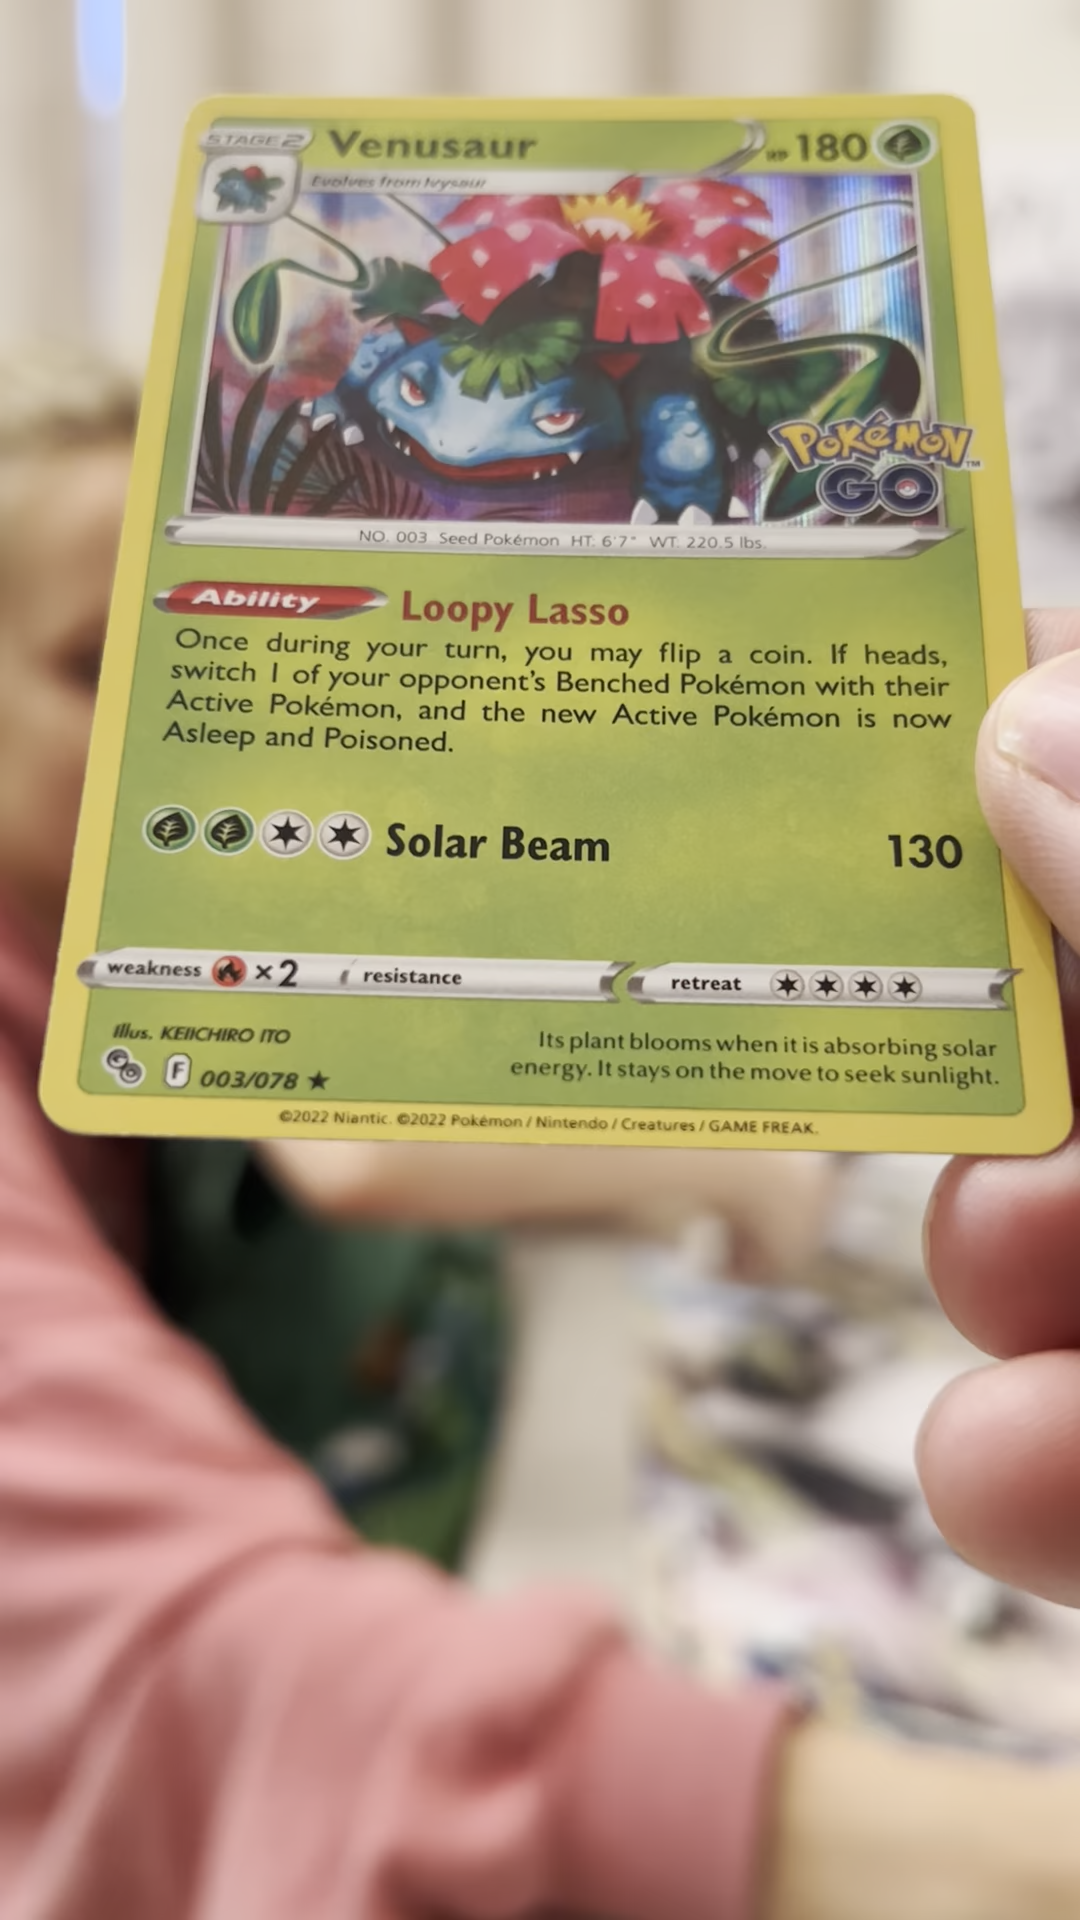 STAGE 2 Venusaur HP 180
Evolves from Ivysaur
POKéMON™
GO
NO. 003 Seed Pokémon HT: 6'7" WT: 220.5 lbs.
Ability Loopy Lasso
Once during your turn, you may flip a coin. If heads,
switch 1 of your opponent's Benched Pokémon with their
Active Pokémon, and the new Active Pokémon is now
Asleep and Poisoned.
Solar Beam 130
weakness ×2 resistance retreat
Illus. KEIICHIRO ITO
Its plant blooms when it is absorbing solar
energy. It stays on the move to seek sunlight.
GO F 003/078 ★
©2022 Niantic. ©2022 Pokémon / Nintendo / Creatures / GAME FREAK.